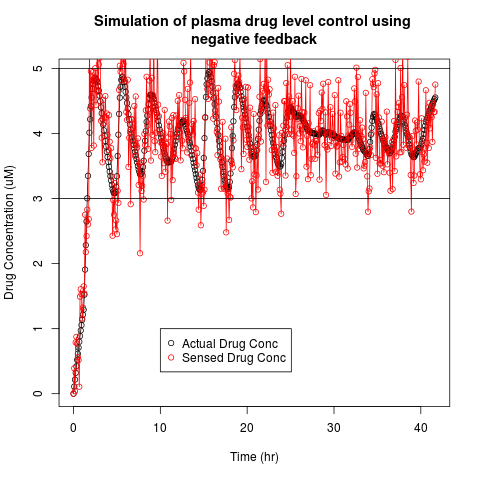 Simulation of plasma drug level control using
negative feedback
Drug Concentration (uM)
5
4
3
2
1
0
Actual Drug Conc
Sensed Drug Conc
0 10 20 30 40
Time (hr)